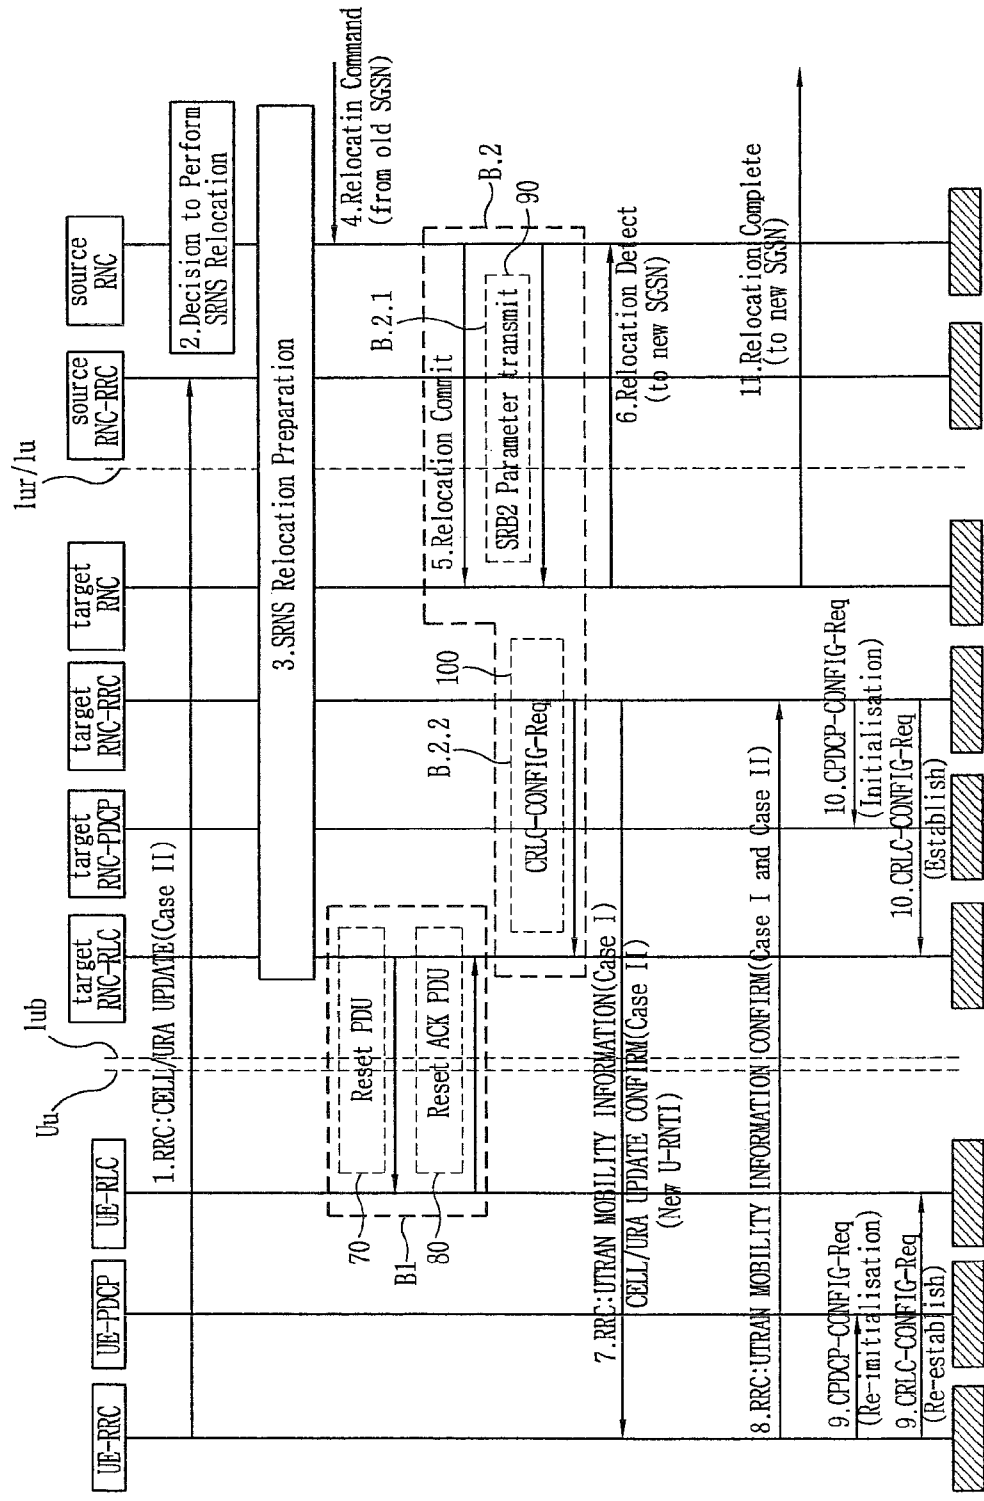 UE-RRC
UE-PDCP
UE-RLC
Uu
lub
target
RNC-RLC
target
RNC-PDCP
target
RNC-RRC
target
RNC
lur/lu
source
RNC-RRC
source
RNC
1.RRC:CELL/URA UPDATE(Case II)
2.Decision to Perform
SRNS Relocation
3.SRNS Relocation Preparation
4.Relocatin Command
(from old SGSN)
70
Reset PDU
80
Reset ACK PDU
B1
B.2
5.Relocation Commit
B.2.1
90
SRB2 Parameter transmit
B.2.2
100
CRLC-CONFIG-Req
6.Relocation Detect
(to new SGSN)
7.RRC:UTRAN MOBILITY INFORMATION(Case I)
CELL/URA UPDATE CONFIRM(Case II)
(New U-RNTI)
8.RRC:UTRAN MOBILITY INFORMATION CONFIRM(Case I and Case II)
11.Relocation Complete
(to new SGSN)
9.CPDCP-CONFIG-Req
(Re-imitialisation)
9.CRLC-CONFIG-Req
(Re-establish)
10.CPDCP-CONFIG-Req
(Initialisation)
10.CRLC-CONFIG-Req
(Establish)